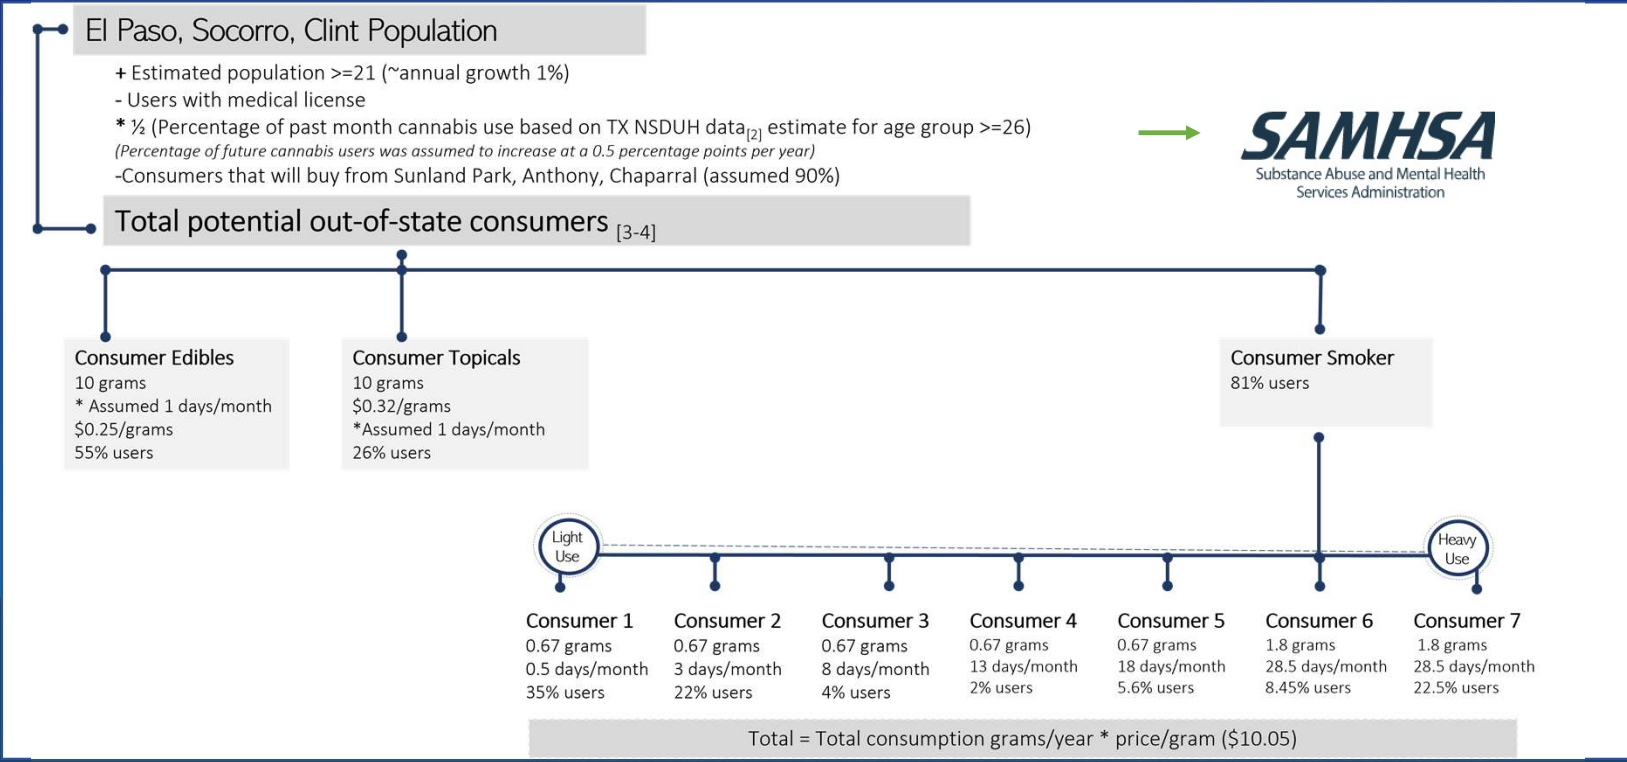 El Paso, Socorro, Clint Population
+ Estimated population >=21 (~annual growth 1%)
- Users with medical license
* ½ (Percentage of past month cannabis use based on TX NSDUH data[2] estimate for age group >=26)
(Percentage of future cannabis users was assumed to increase at a 0.5 percentage points per year)
-Consumers that will buy from Sunland Park, Anthony, Chaparral (assumed 90%)
SAMHSA
Substance Abuse and Mental Health
Services Administration
Total potential out-of-state consumers [3-4]
Consumer Edibles
10 grams
* Assumed 1 days/month
$0.25/grams
55% users
Consumer Topicals
10 grams
$0.32/grams
*Assumed 1 days/month
26% users
Consumer Smoker
81% users
Light
Use
Heavy
Use
Consumer 1
0.67 grams
0.5 days/month
35% users
Consumer 2
0.67 grams
3 days/month
22% users
Consumer 3
0.67 grams
8 days/month
4% users
Consumer 4
0.67 grams
13 days/month
2% users
Consumer 5
0.67 grams
18 days/month
5.6% users
Consumer 6
1.8 grams
28.5 days/month
8.45% users
Consumer 7
1.8 grams
28.5 days/month
22.5% users
Total = Total consumption grams/year * price/gram ($10.05)